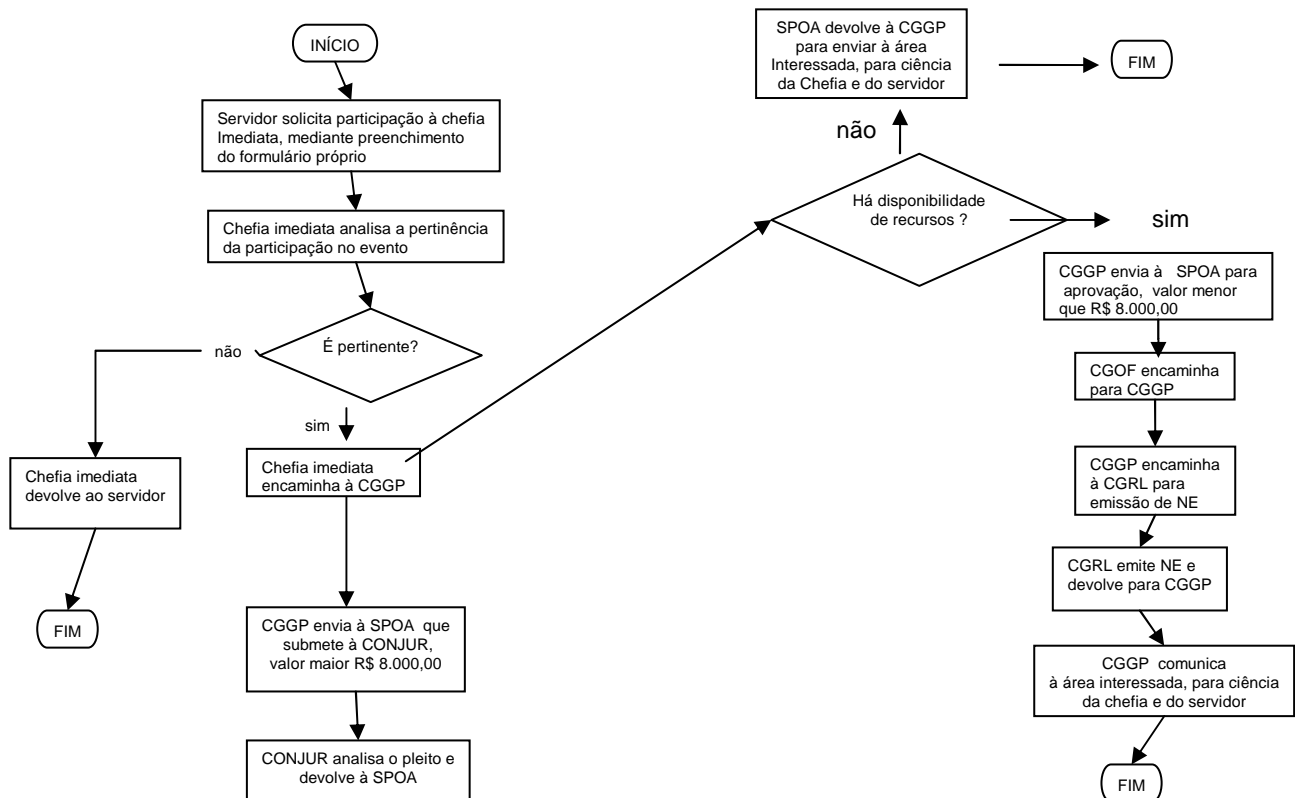 INÍCIO
Servidor solicita participação à chefia
Imediata, mediante preenchimento
do formulário próprio
Chefia imediata analisa a pertinência
da participação no evento
É pertinente?
não
sim
Chefia imediata
devolve ao servidor
FIM
Chefia imediata
encaminha à CGGP
CGGP envia à SPOA que
submete à CONJUR,
valor maior R$ 8.000,00
CONJUR analisa o pleito e
devolve à SPOA
SPOA devolve à CGGP
para enviar à área
Interessada, para ciência
da Chefia e do servidor
FIM
não
Há disponibilidade
de recursos ?
sim
CGGP envia à SPOA para
aprovação, valor menor
que R$ 8.000,00
CGOF encaminha
para CGGP
CGGP encaminha
à CGRL para
emissão de NE
CGRL emite NE e
devolve para CGGP
CGGP comunica
à área interessada, para ciência
da chefia e do servidor
FIM